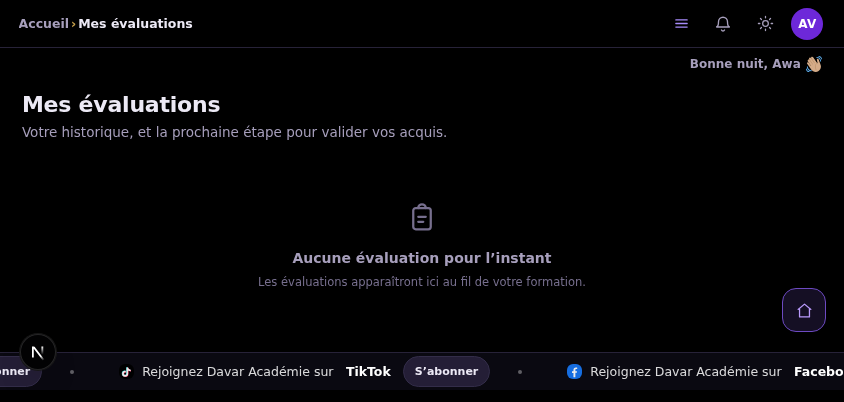 Accueil › Mes évaluations
AV
Bonne nuit, Awa 👋🏼
Mes évaluations
Votre historique, et la prochaine étape pour valider vos acquis.
Aucune évaluation pour l’instant
Les évaluations apparaîtront ici au fil de votre formation.
N
onner • Rejoignez Davar Académie sur TikTok S’abonner • Rejoignez Davar Académie sur Facebo